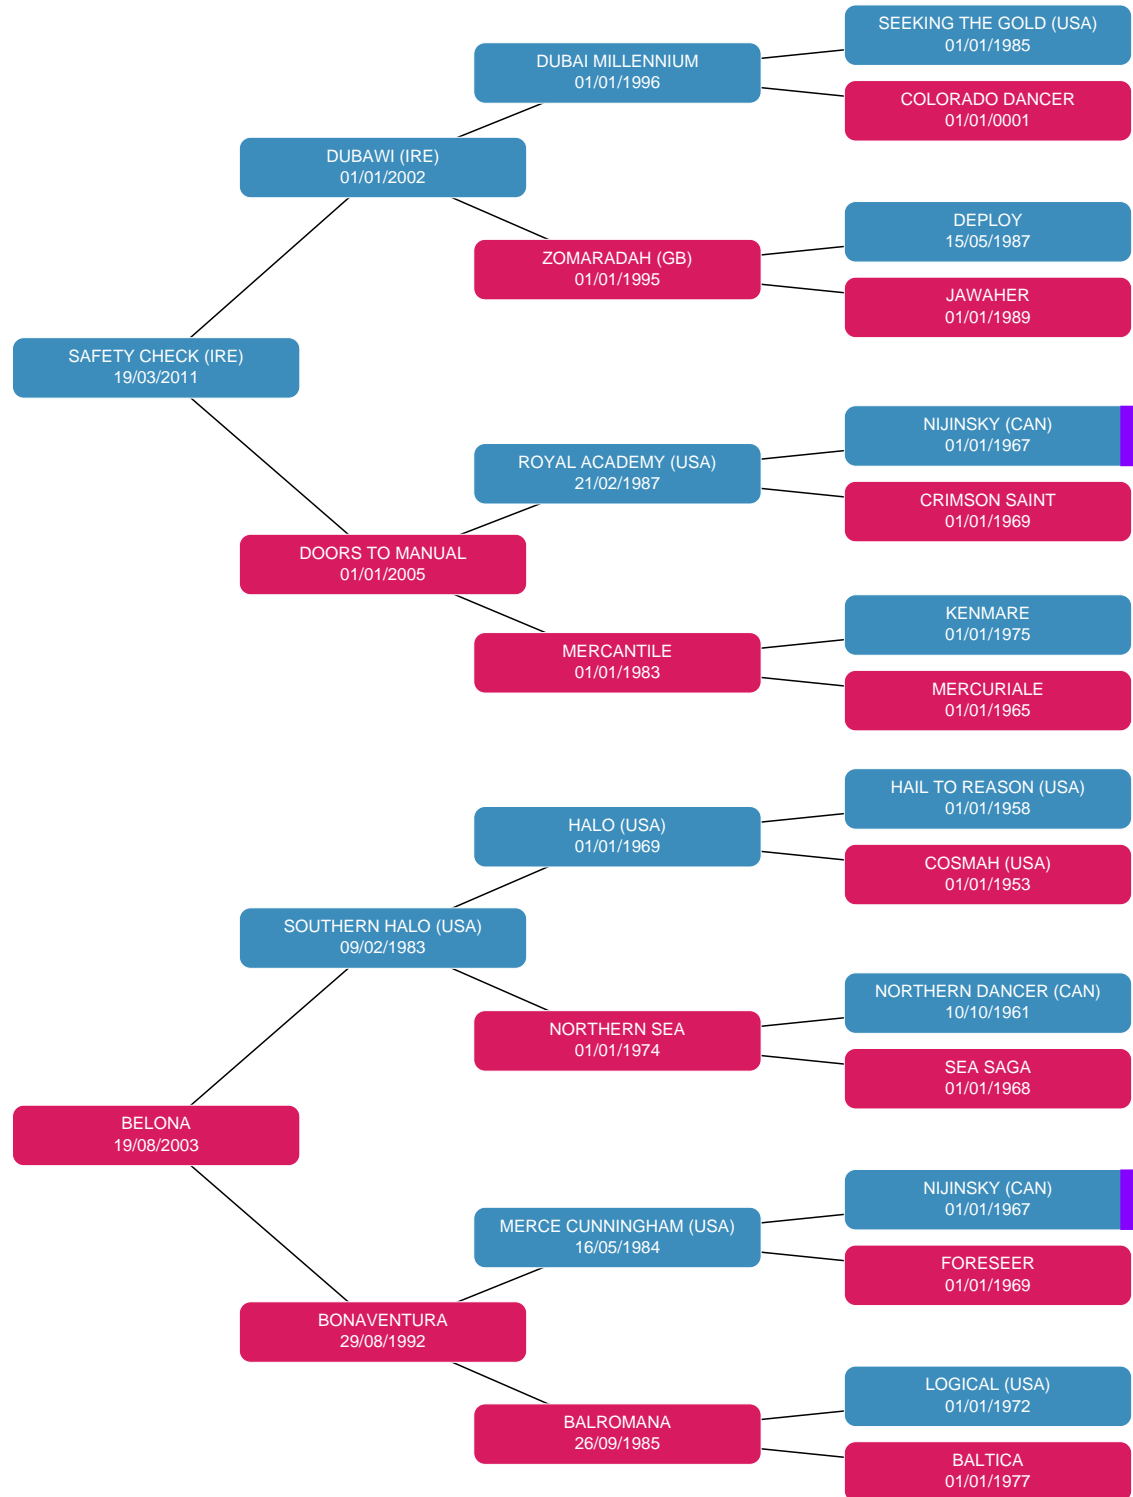 SEEKING THE GOLD (USA)
01/01/1985
DUBAI MILLENNIUM
01/01/1996
COLORADO DANCER
01/01/0001
DUBAWI (IRE)
01/01/2002
DEPLOY
15/05/1987
ZOMARADAH (GB)
01/01/1995
JAWAHER
01/01/1989
SAFETY CHECK (IRE)
19/03/2011
NIJINSKY (CAN)
01/01/1967
ROYAL ACADEMY (USA)
21/02/1987
CRIMSON SAINT
01/01/1969
DOORS TO MANUAL
01/01/2005
KENMARE
01/01/1975
MERCANTILE
01/01/1983
MERCURIALE
01/01/1965
HAIL TO REASON (USA)
01/01/1958
HALO (USA)
01/01/1969
COSMAH (USA)
01/01/1953
SOUTHERN HALO (USA)
09/02/1983
NORTHERN DANCER (CAN)
10/10/1961
NORTHERN SEA
01/01/1974
SEA SAGA
01/01/1968
BELONA
19/08/2003
NIJINSKY (CAN)
01/01/1967
MERCE CUNNINGHAM (USA)
16/05/1984
FORESEER
01/01/1969
BONAVENTURA
29/08/1992
LOGICAL (USA)
01/01/1972
BALROMANA
26/09/1985
BALTICA
01/01/1977